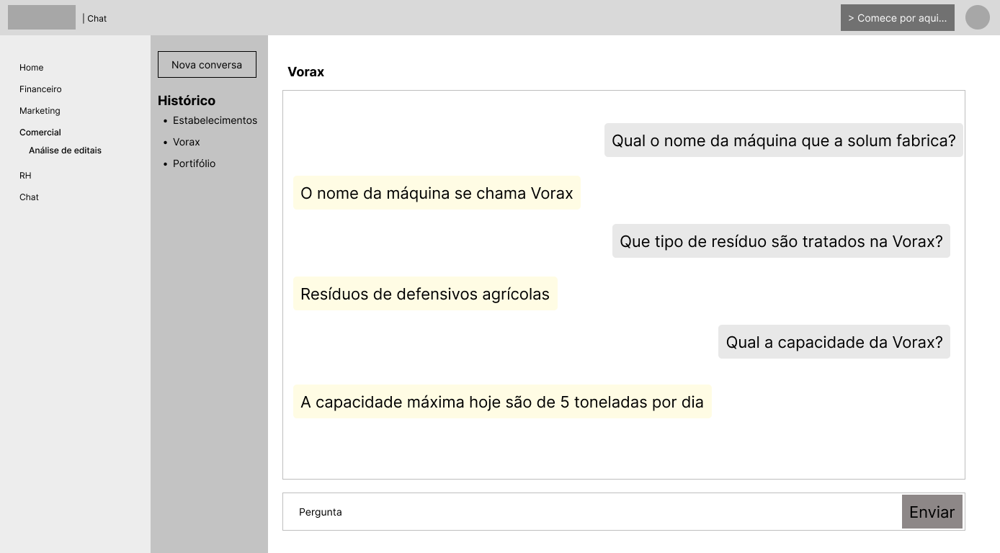 | Chat
> Comece por aqui...
Home
Financeiro
Marketing
Comercial
Análise de editais
RH
Chat
Nova conversa
Histórico
• Estabelecimentos
• Vorax
• Portifólio
Vorax
Qual o nome da máquina que a solum fabrica?
O nome da máquina se chama Vorax
Que tipo de resíduo são tratados na Vorax?
Resíduos de defensivos agrícolas
Qual a capacidade da Vorax?
A capacidade máxima hoje são de 5 toneladas por dia
Pergunta
Enviar